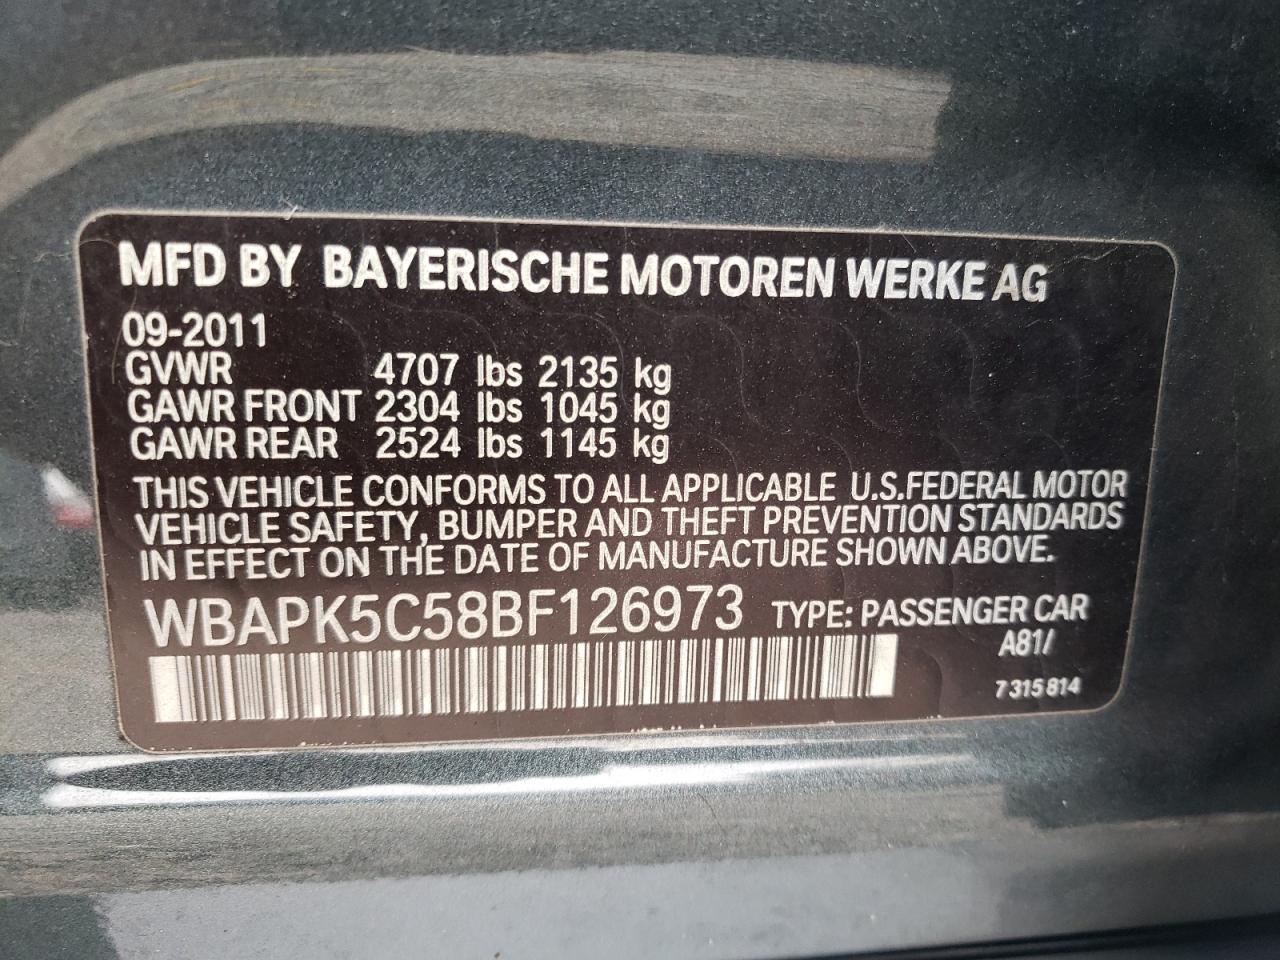 MFD BY BAYERISCHE MOTOREN WERKE AG
09-2011
GVWR 4707 lbs 2135 kg
GAWR FRONT 2304 lbs 1045 kg
GAWR REAR 2524 lbs 1145 kg
THIS VEHICLE CONFORMS TO ALL APPLICABLE U.S.FEDERAL MOTOR
VEHICLE SAFETY, BUMPER AND THEFT PREVENTION STANDARDS
IN EFFECT ON THE DATE OF MANUFACTURE SHOWN ABOVE.
WBAPK5C58BF126973 TYPE: PASSENGER CAR
A81/
7 315 814